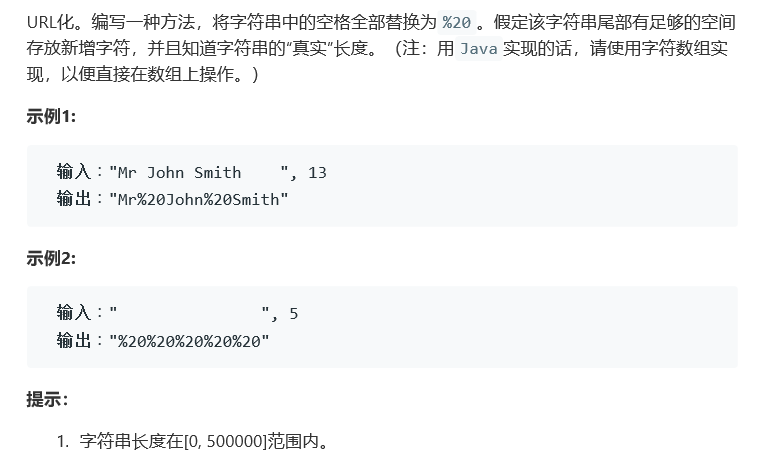 URL化。编写一种方法，将字符串中的空格全部替换为 %20 。假定该字符串尾部有足够的空间
存放新增字符，并且知道字符串的“真实”长度。（注：用 Java 实现的话，请使用字符数组实
现，以便直接在数组上操作。）
示例1:
输入："Mr John Smith    ", 13
输出："Mr%20John%20Smith"
示例2:
输入："               ", 5
输出："%20%20%20%20%20"
提示：
1. 字符串长度在[0, 500000]范围内。